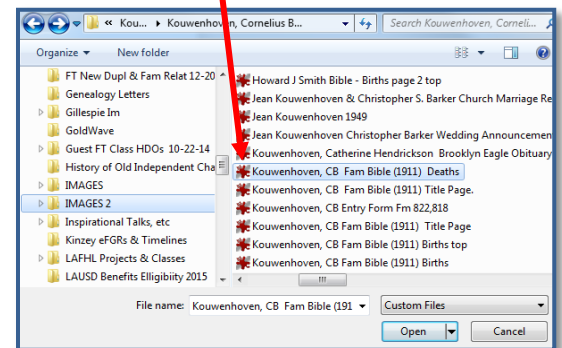 « Kou... Kouwenhoven, Cornelius B... Search Kouwenhoven, Corneli...
Organize New folder
FT New Dupl & Fam Relat 12-20
Genealogy Letters
Gillespie Im
GoldWave
Guest FT Class HDOs 10-22-14
History of Old Independent Cha
IMAGES
IMAGES 2
Inspirational Talks, etc
Kinzey eFGRs & Timelines
LAFHL Projects & Classes
LAUSD Benefits Elligibiity 2015
Howard J Smith Bible - Births page 2 top
Jean Kouwenhoven & Christopher S. Barker Church Marriage Re
Jean Kouwenhoven 1949
Jean Kouwenhoven Christopher Barker Wedding Announcemen
Kouwenhoven, Catherine Hendrickson Brooklyn Eagle Obituary
Kouwenhoven, CB Fam Bible (1911) Deaths
Kouwenhoven, CB Fam Bible (1911) Title Page.
Kouwenhoven, CB Entry Form Fm 822,818
Kouwenhoven, CB Fam Bible (1911) Title Page
Kouwenhoven, CB Fam Bible (1911) Births top
Kouwenhoven, CB Fam Bible (1911) Births
File name: Kouwenhoven, CB Fam Bible (191 Custom Files
Open Cancel